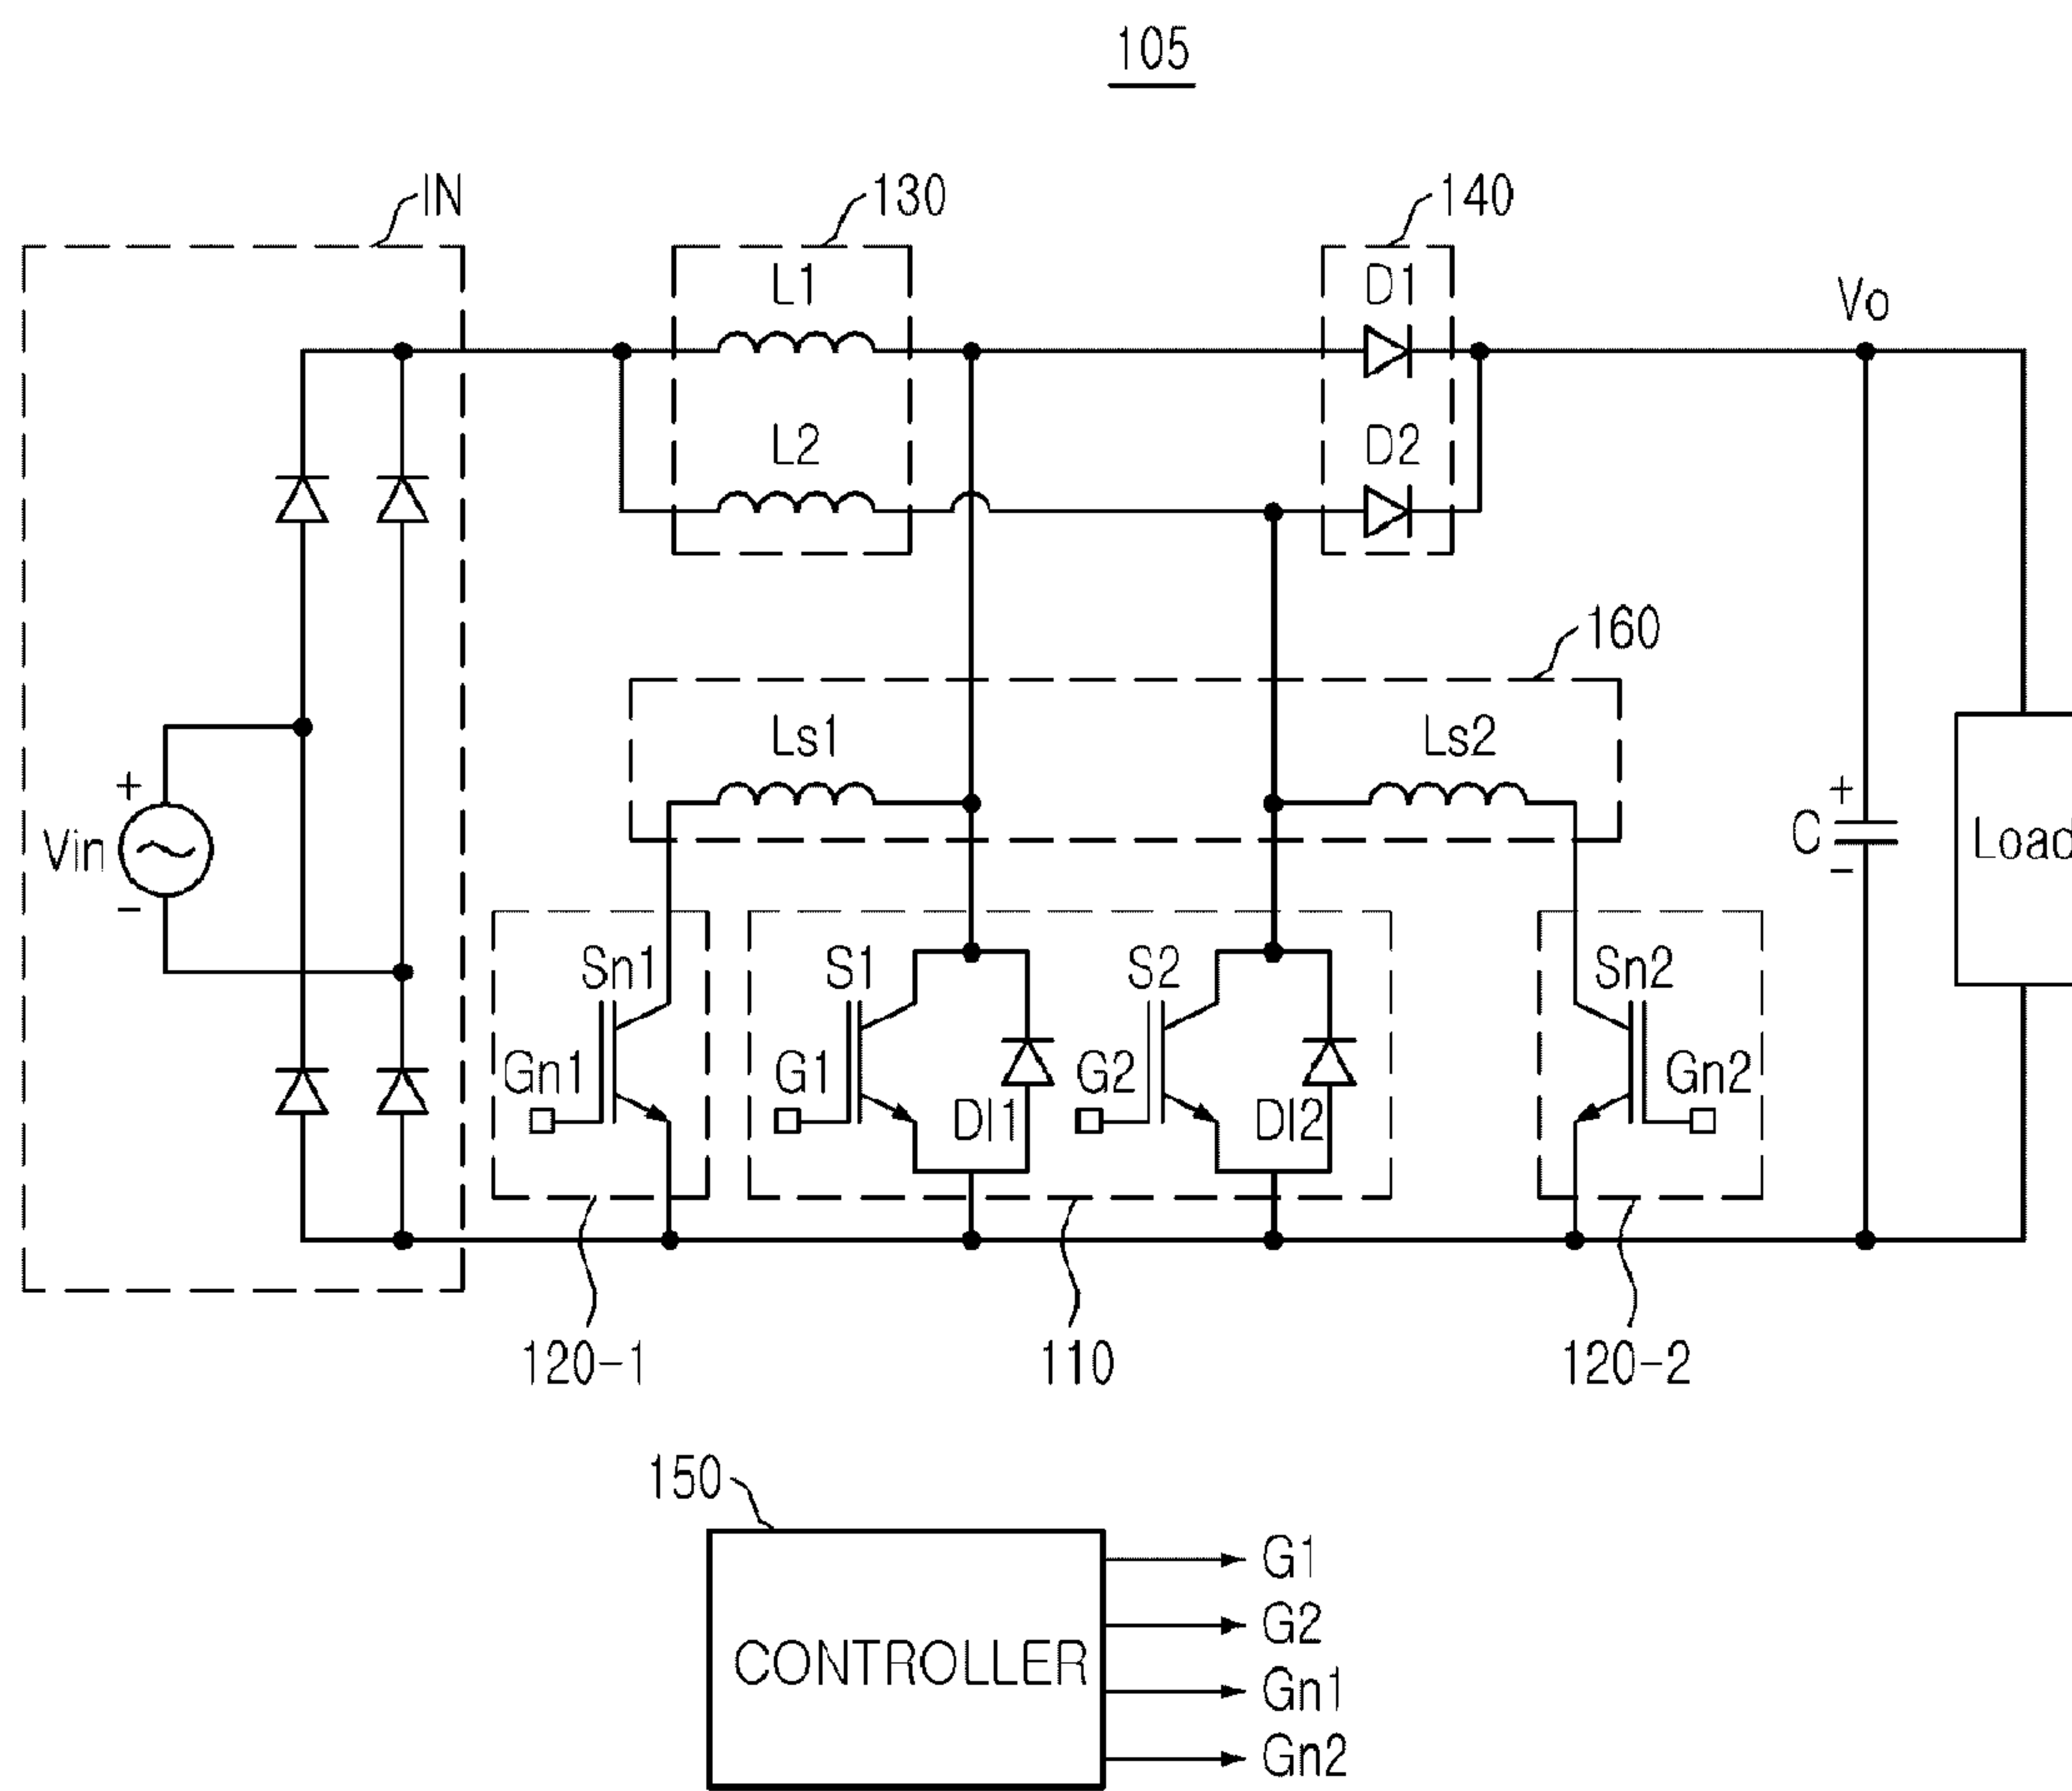 105
IN
130
140
L1
D1
Vo
L2
D2
160
Ls1
Ls2
+
Vin
−
+
C
−
Load
Sn1
S1
S2
Sn2
Gn1
G1
DI1
G2
DI2
Gn2
120-1
110
120-2
150
CONTROLLER
G1
G2
Gn1
Gn2